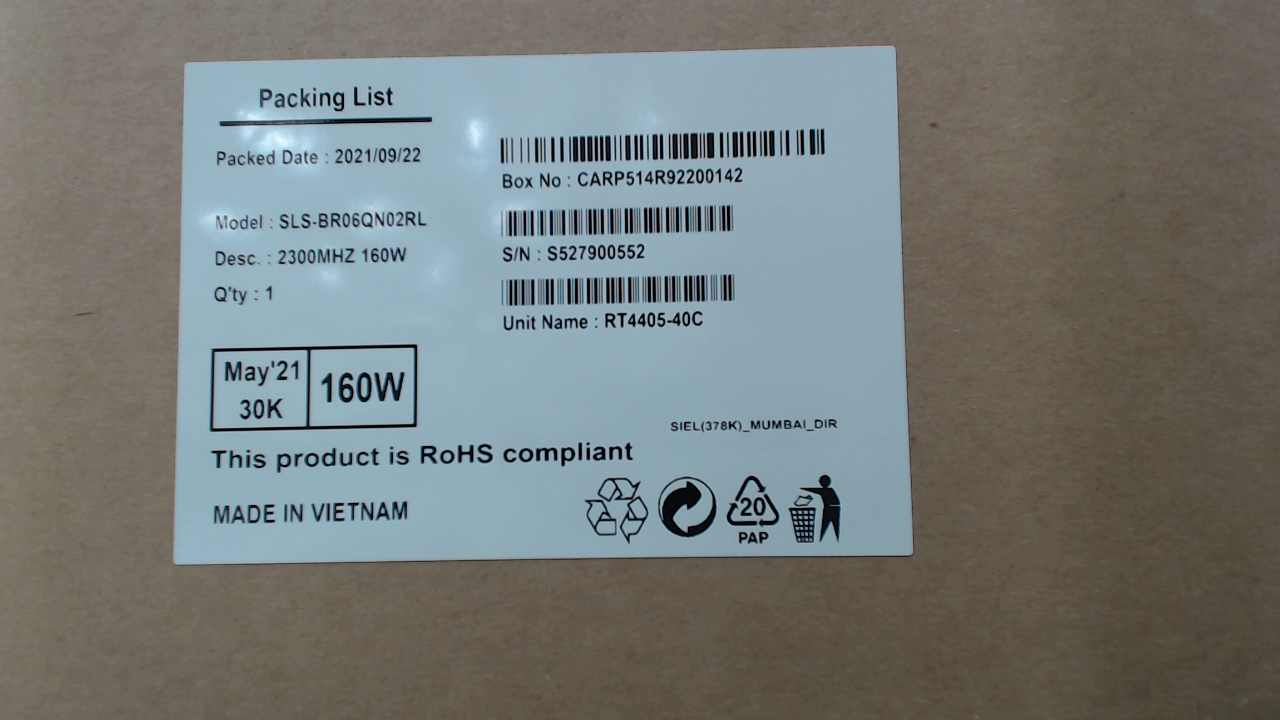 Packing List
Packed Date : 2021/09/22
Box No : CARP514R92200142
Model : SLS-BR06QN02RL
S/N : S527900552
Desc. : 2300MHZ 160W
Q'ty : 1
Unit Name : RT4405-40C
May'21
30K
160W
SIEL(378K)_MUMBAI_DIR
This product is RoHS compliant
MADE IN VIETNAM
20
PAP